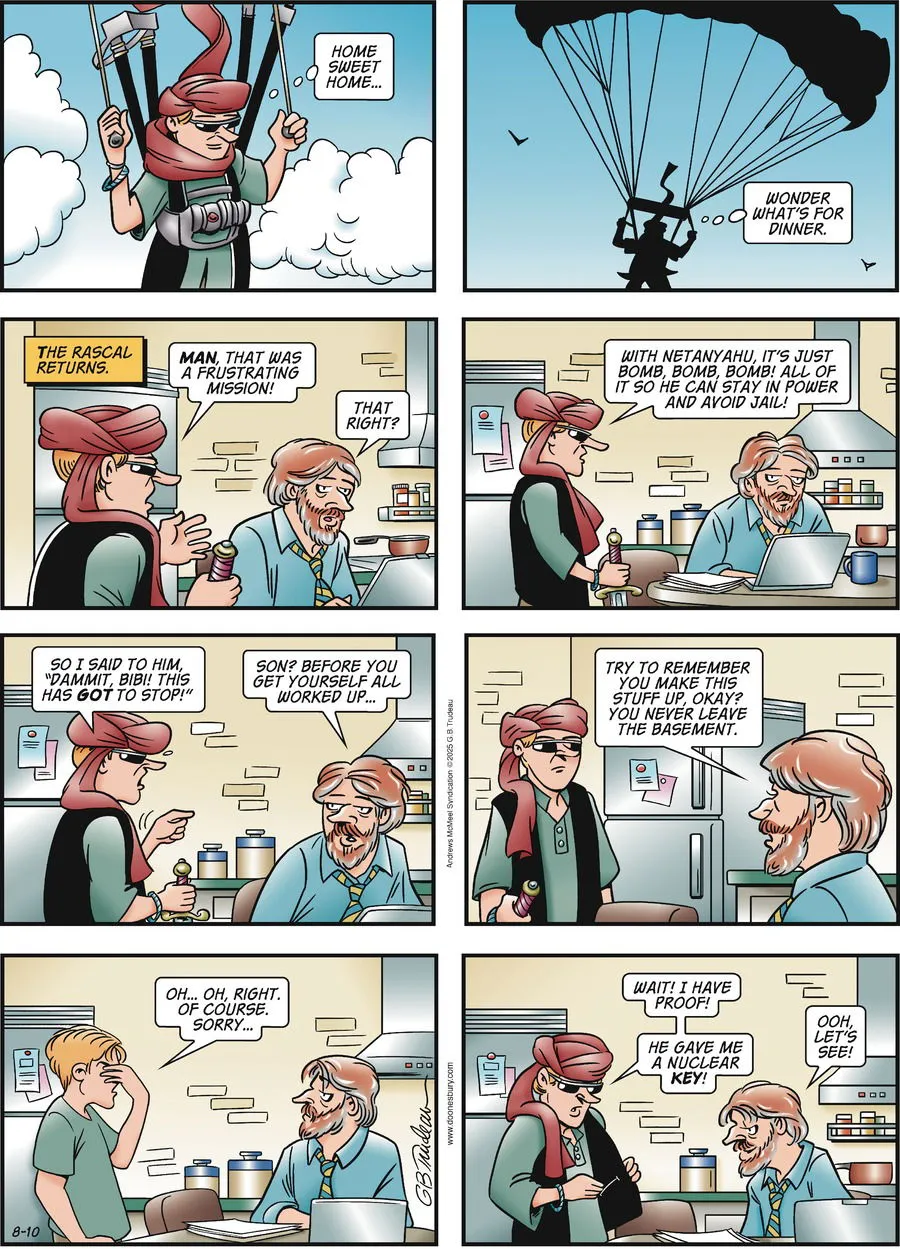 HOME
SWEET
HOME...
WONDER
WHAT'S FOR
DINNER.
THE RASCAL
RETURNS.
MAN, THAT WAS
A FRUSTRATING
MISSION!
THAT
RIGHT?
WITH NETANYAHU, IT'S JUST
BOMB, BOMB, BOMB! ALL OF
IT SO HE CAN STAY IN POWER
AND AVOID JAIL!
SO I SAID TO HIM,
"DAMMIT, BIBI! THIS
HAS GOT TO STOP!"
SON? BEFORE YOU
GET YOURSELF ALL
WORKED UP...
Andrews McMeel Syndication ©2025 G.B. Trudeau
TRY TO REMEMBER
YOU MAKE THIS
STUFF UP, OKAY?
YOU NEVER LEAVE
THE BASEMENT.
OH... OH, RIGHT.
OF COURSE.
SORRY...
8-10
GB Trudeau
www.doonesbury.com
WAIT! I HAVE
PROOF!
HE GAVE ME
A NUCLEAR
KEY!
OOH,
LET'S
SEE!